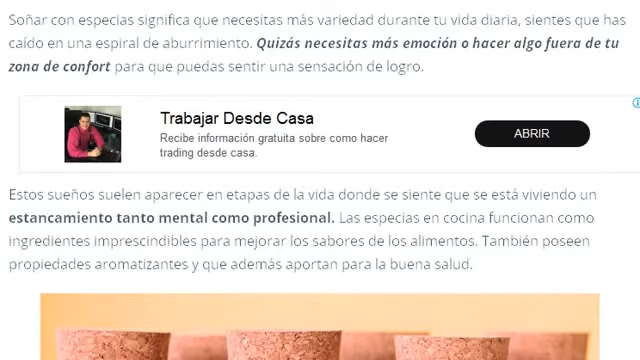 Soñar con especias significa que necesitas más variedad durante tu vida diaria, sientes que has
caído en una espiral de aburrimiento. Quizás necesitas más emoción o hacer algo fuera de tu
zona de confort para que puedas sentir una sensación de logro.
Trabajar Desde Casa
Recibe información gratuita sobre como hacer
trading desde casa.
ABRIR
Estos sueños suelen aparecer en etapas de la vida donde se siente que se está viviendo un
estancamiento tanto mental como profesional. Las especias en cocina funcionan como
ingredientes imprescindibles para mejorar los sabores de los alimentos. También poseen
propiedades aromatizantes y que además aportan para la buena salud.